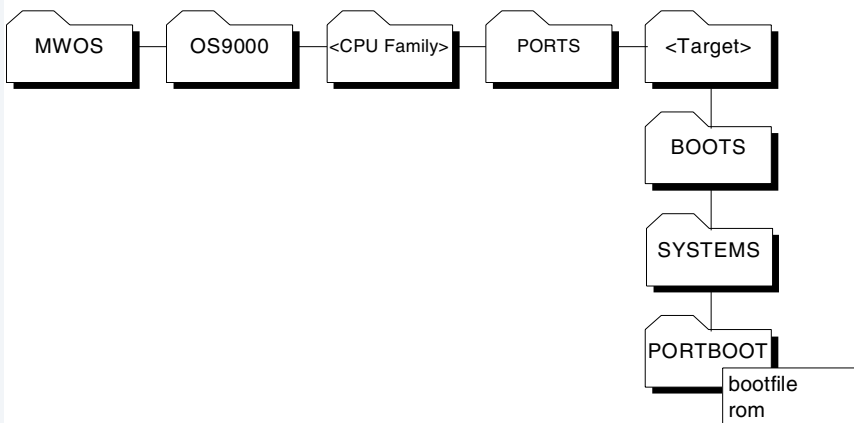 MWOS
OS9000
<CPU Family>
PORTS
<Target>
BOOTS
SYSTEMS
PORTBOOT
bootfile
rom